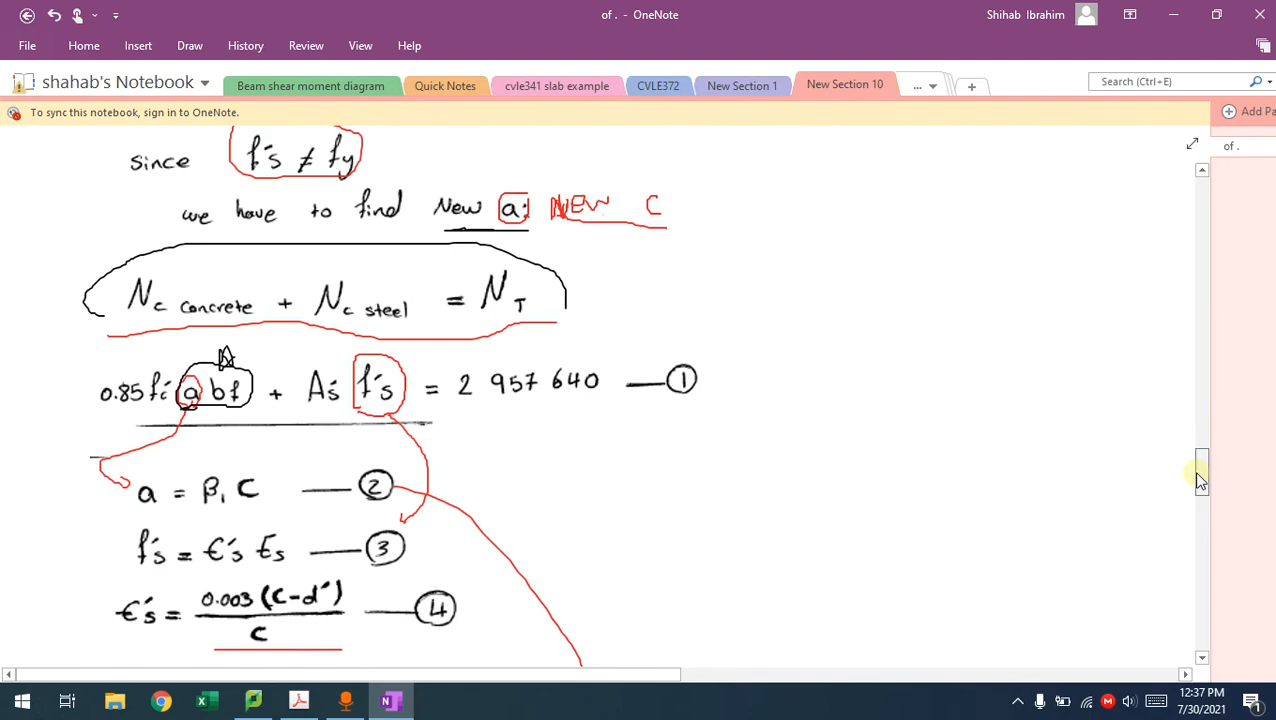 of . - OneNote
Shihab Ibrahim
File Home Insert Draw History Review View Help
shahab's Notebook
Beam shear moment diagram Quick Notes cvle341 slab example CVLE372 New Section 1 New Section 10 ...
Search (Ctrl+E)
To sync this notebook, sign in to OneNote.
Add Pa
of .
Since f's ≠ fy
we have to find New a: NEW C
Nc concrete + Nc steel = NT
0.85fc' a bf + A's f's = 2 957 640 — 1
a = β1 C — 2
f's = Є's Es — 3
Є's = 0.003 (C-d') / C — 4
12:37 PM
7/30/2021
1